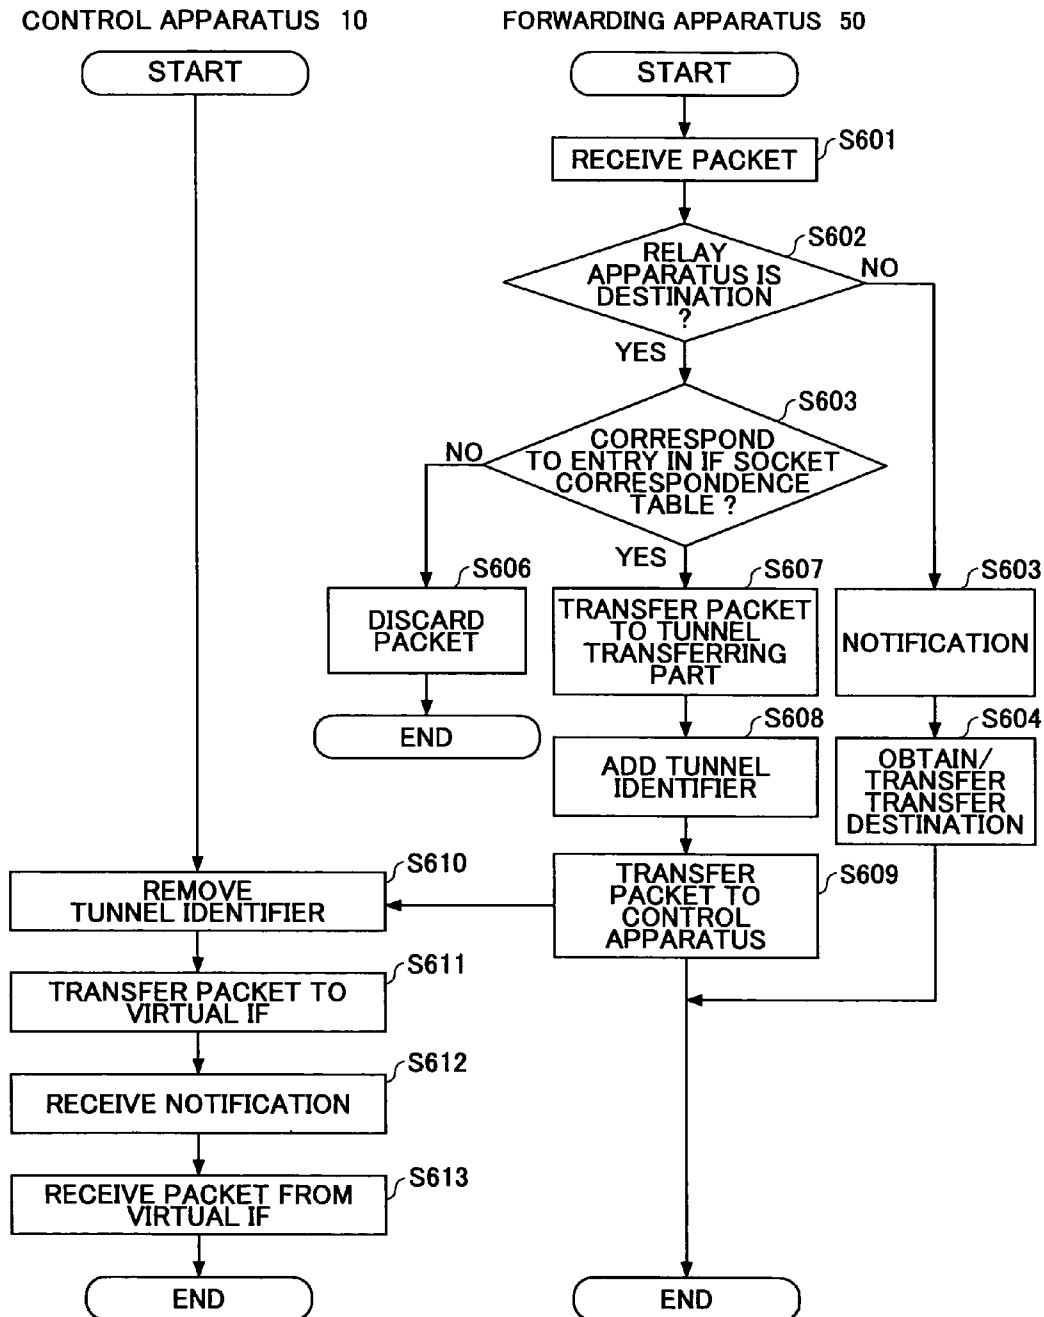 CONTROL APPARATUS 10
FORWARDING APPARATUS 50
START
START
S601
RECEIVE PACKET
S602
RELAY
APPARATUS IS
DESTINATION
?
NO
YES
S603
CORRESPOND
TO ENTRY IN IF SOCKET
CORRESPONDENCE
TABLE ?
NO
YES
S606
DISCARD
PACKET
END
S607
TRANSFER PACKET
TO TUNNEL
TRANSFERRING
PART
S603
NOTIFICATION
S608
ADD TUNNEL
IDENTIFIER
S604
OBTAIN/
TRANSFER
TRANSFER
DESTINATION
S609
TRANSFER
PACKET TO
CONTROL
APPARATUS
S610
REMOVE
TUNNEL IDENTIFIER
S611
TRANSFER PACKET TO
VIRTUAL IF
S612
RECEIVE NOTIFICATION
S613
RECEIVE PACKET FROM
VIRTUAL IF
END
END